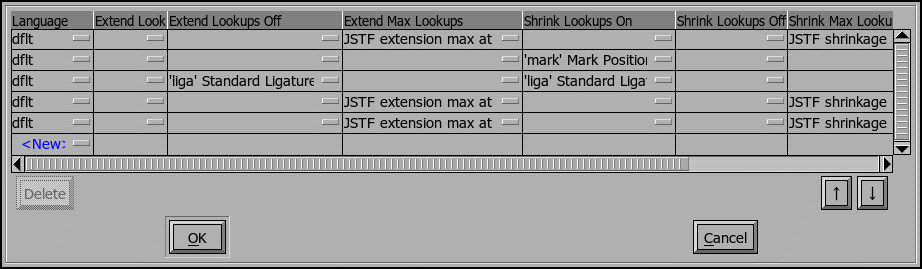 Language Extend Look Extend Lookups Off Extend Max Lookups Shrink Lookups On Shrink Lookups Off Shrink Max Looku
dflt JSTF extension max at JSTF shrinkage
dflt 'mark' Mark Position
dflt 'liga' Standard Ligature 'liga' Standard Ligat
dflt JSTF extension max at JSTF shrinkage
dflt JSTF extension max at JSTF shrinkage
<New:
Delete ↑ ↓
OK Cancel